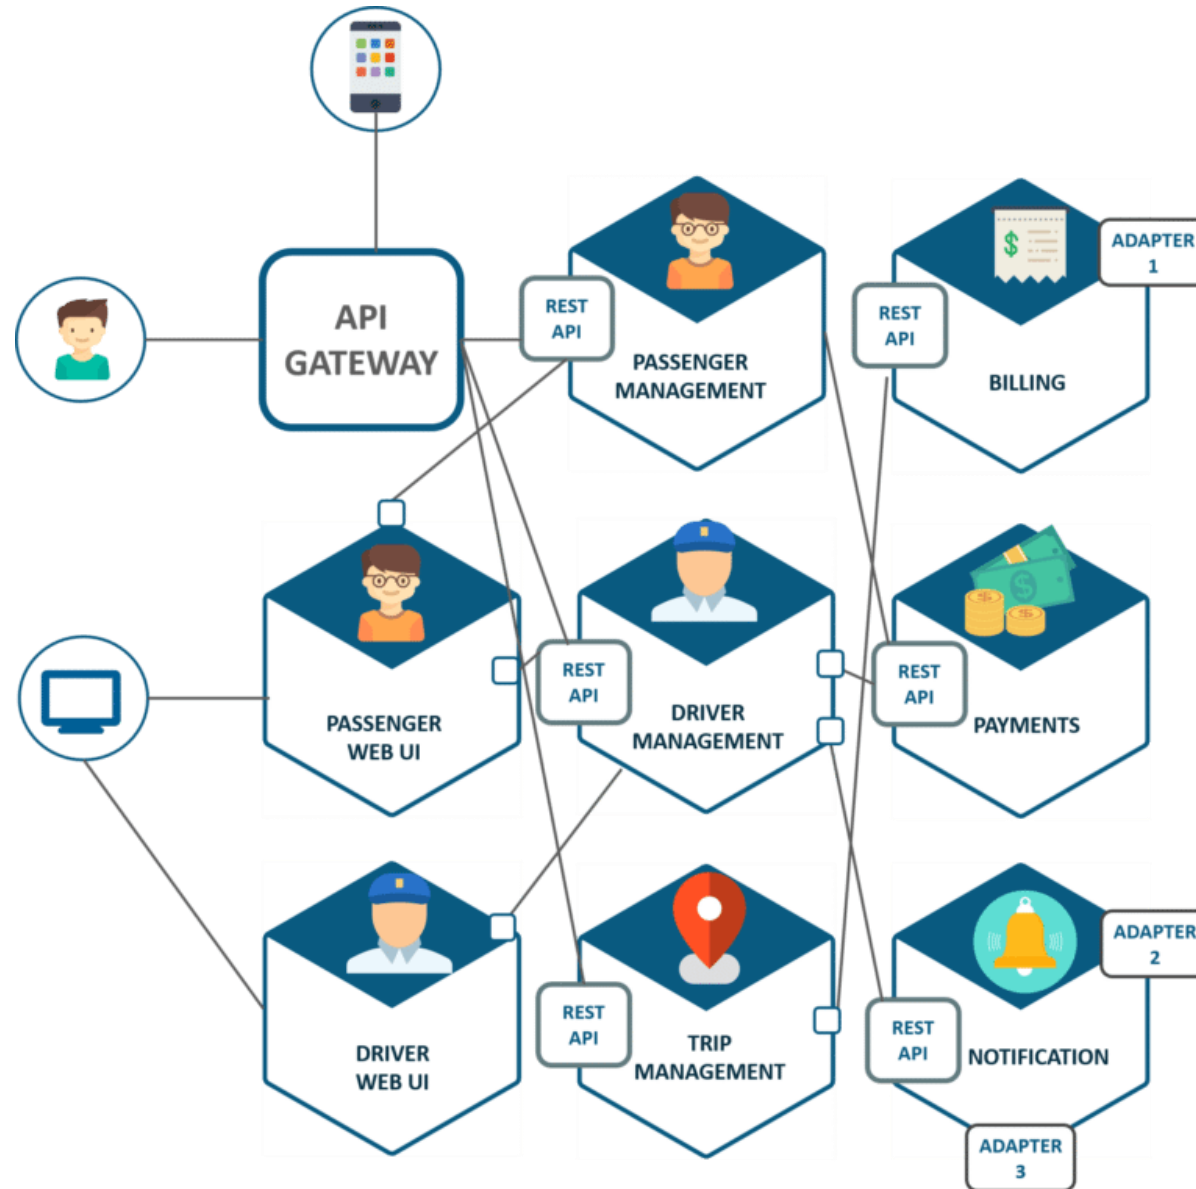 API
GATEWAY
REST
API
PASSENGER
MANAGEMENT
REST
API
BILLING
ADAPTER
1
PASSENGER
WEB UI
REST
API
DRIVER
MANAGEMENT
REST
API
PAYMENTS
DRIVER
WEB UI
REST
API
TRIP
MANAGEMENT
REST
API
NOTIFICATION
ADAPTER
2
ADAPTER
3